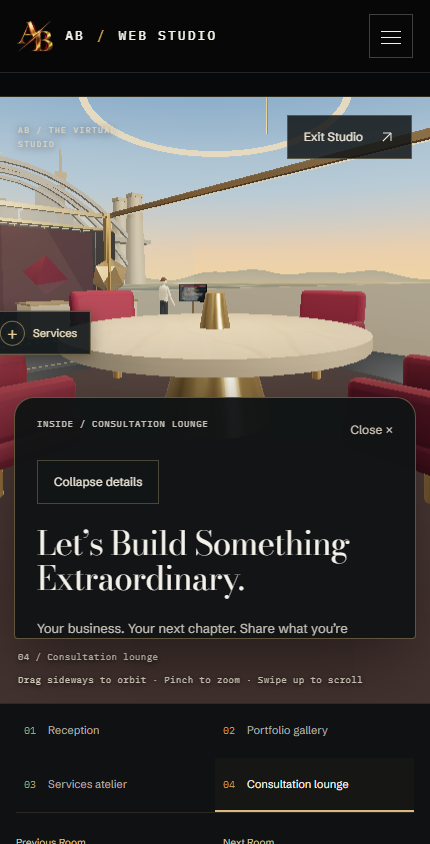 AB
AB / WEB STUDIO
AB / THE VIRTUAL
STUDIO
Exit Studio ↗
+ Services
INSIDE / CONSULTATION LOUNGE
Close ×
Collapse details
Let’s Build Something
Extraordinary.
Your business. Your next chapter. Share what you’re
04 / Consultation lounge
Drag sideways to orbit · Pinch to zoom · Swipe up to scroll
01 Reception
02 Portfolio gallery
03 Services atelier
04 Consultation lounge
Previous Room
Next Room